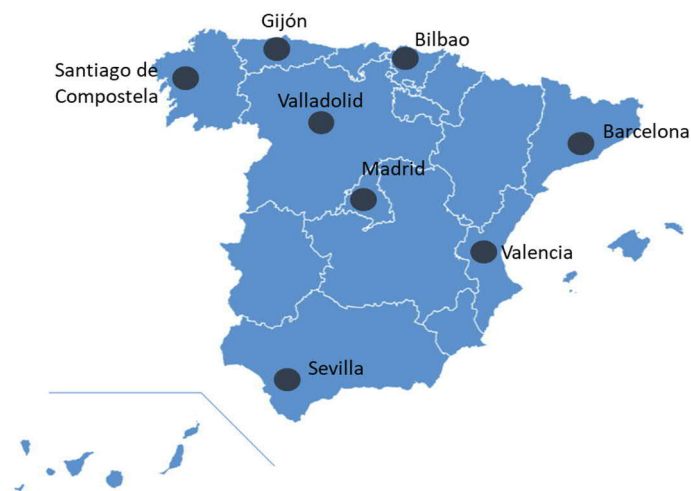 Gijón
Bilbao
Santiago de
Compostela
Valladolid
Barcelona
Madrid
Valencia
Sevilla